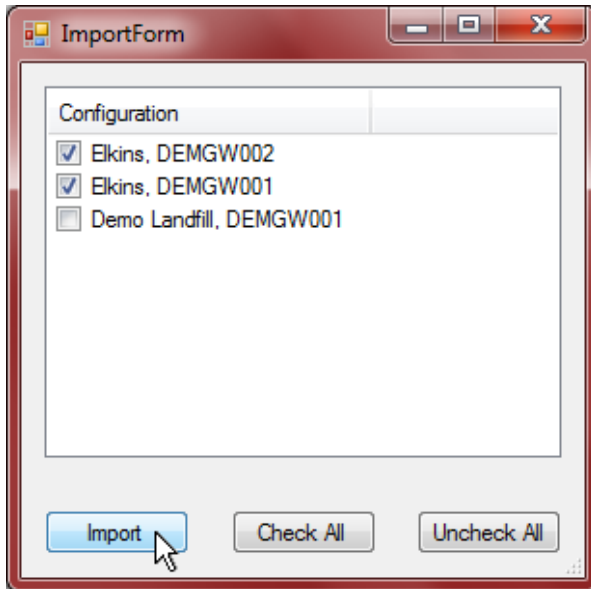 ImportForm
Configuration
Elkins, DEMGW002
Elkins, DEMGW001
Demo Landfill, DEMGW001
Import Check All Uncheck All